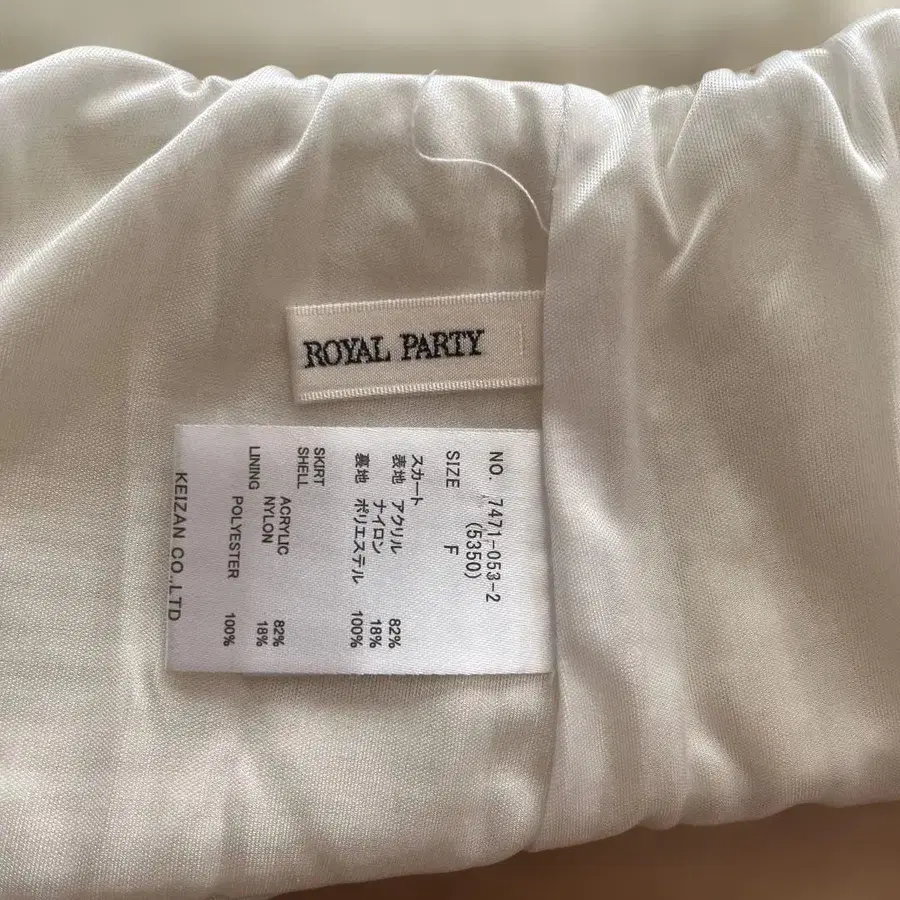 ROYAL PARTY
NO. 7471-053-2
(5350)
SIZE F
スカート
表地 アクリル 82%
ナイロン 18%
裏地 ポリエステル 100%
SKIRT
SHELL ACRYLIC 82%
NYLON 18%
LINING POLYESTER 100%
KEIZAN CO.,LTD